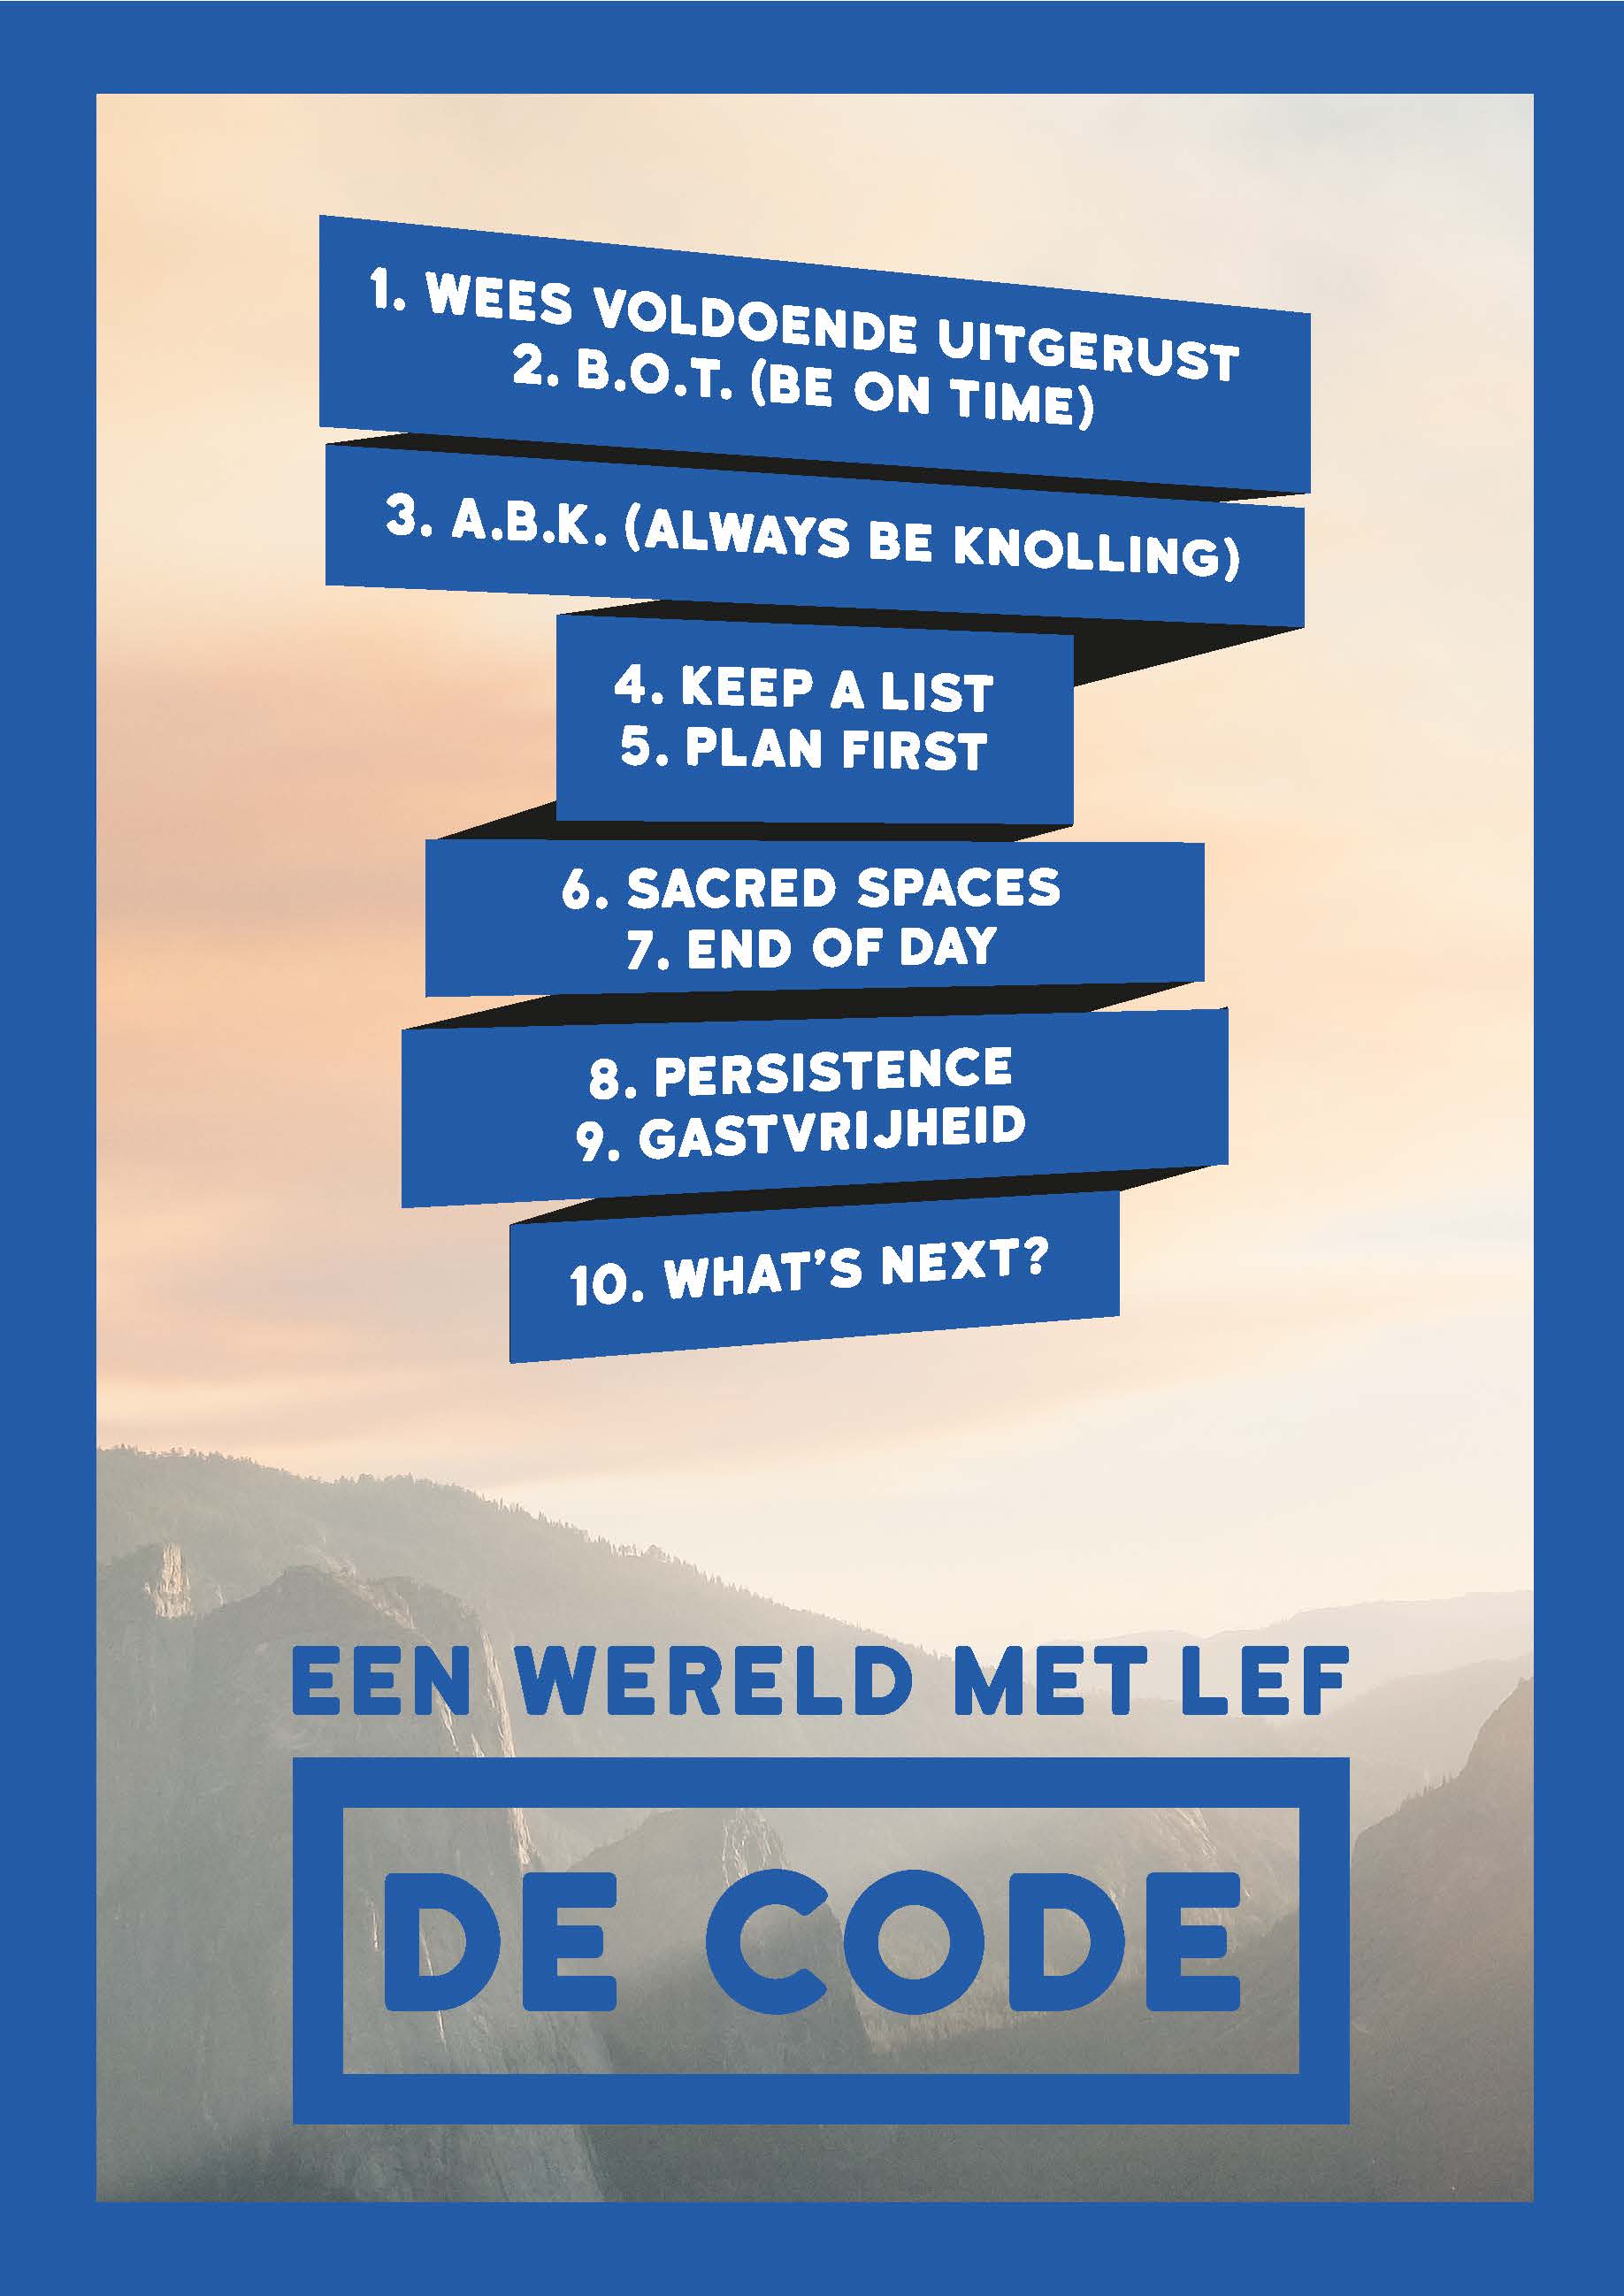 1. WEES VOLDOENDE UITGERUST
2. B.O.T. (BE ON TIME)
3. A.B.K. (ALWAYS BE KNOLLING)
4. KEEP A LIST
5. PLAN FIRST
6. SACRED SPACES
7. END OF DAY
8. PERSISTENCE
9. GASTVRIJHEID
10. WHAT'S NEXT?
EEN WERELD MET LEF
DE CODE